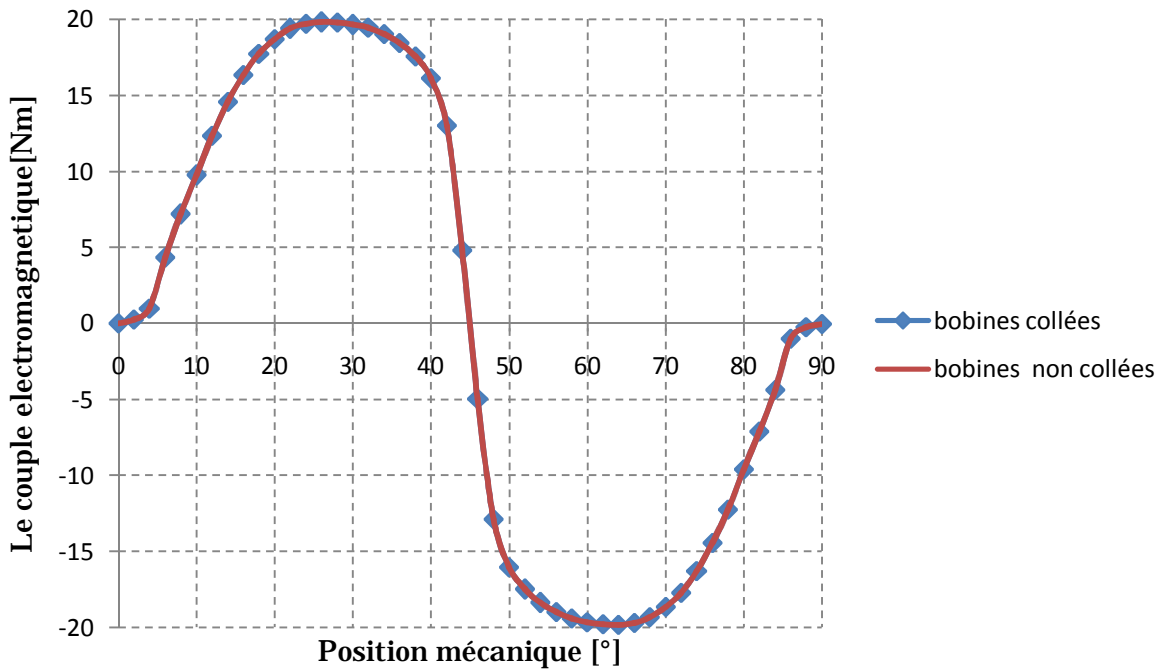 Le couple electromagnetique[Nm]
20
15
10
5
0
-5
-10
-15
-20
0 10 20 30 40 50 60 70 80 90
Position mécanique [°]
bobines collées
bobines non collées